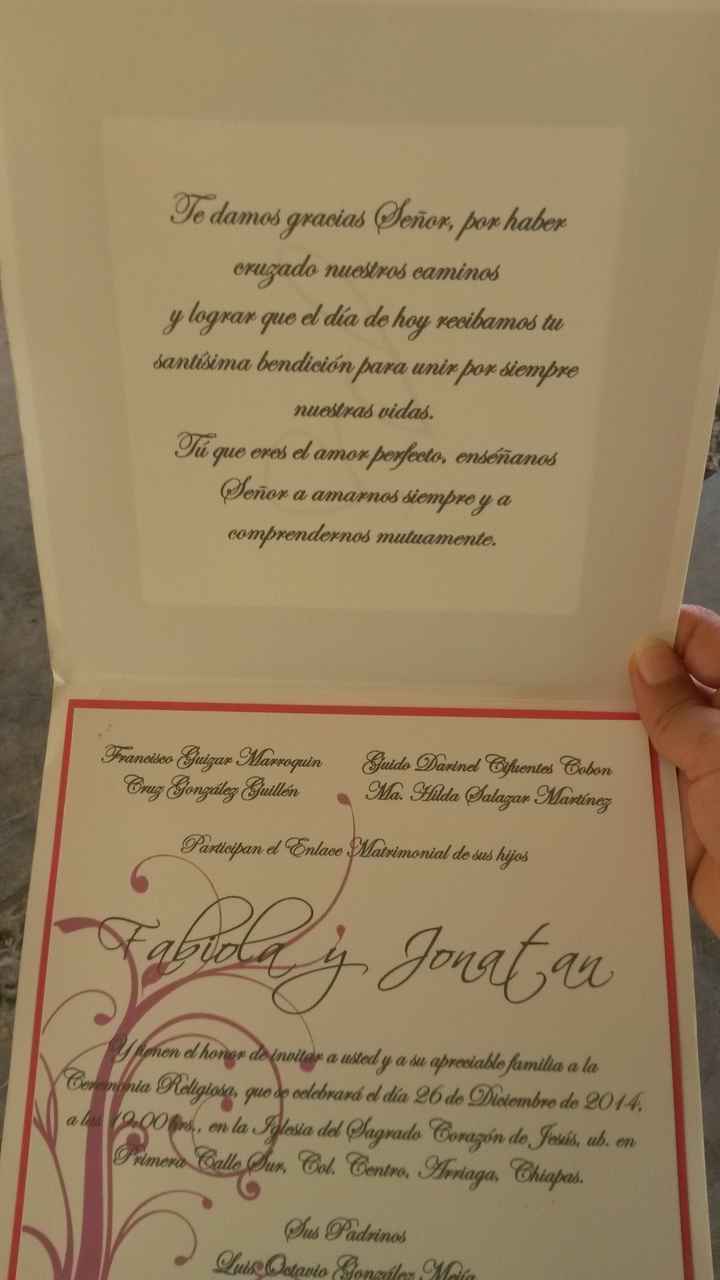 Te damos gracias Señor, por haber
cruzado nuestros caminos
y lograr que el día de hoy recibamos tu
santísima bendición para unir por siempre
nuestras vidas.
Tú que eres el amor perfecto, enséñanos
Señor a amarnos siempre y a
comprendernos mutuamente.
Francisco Guizar Marroquin
Cruz González Guillén
Guido Darinel Cifuentes Cobon
Ma. Hilda Salazar Martínez
Participan el Enlace Matrimonial de sus hijos
Fabiola y Jonatan
Y tienen el honor de invitar a usted y a su apreciable familia a la
Ceremonia Religiosa, que se celebrará el día 26 de Diciembre de 2014,
a las 19:00hrs., en la Iglesia del Sagrado Corazón de Jesús, ub. en
Primera Calle Sur, Col. Centro, Arriaga, Chiapas.
Sus Padrinos
Luis Octavio González Mejía